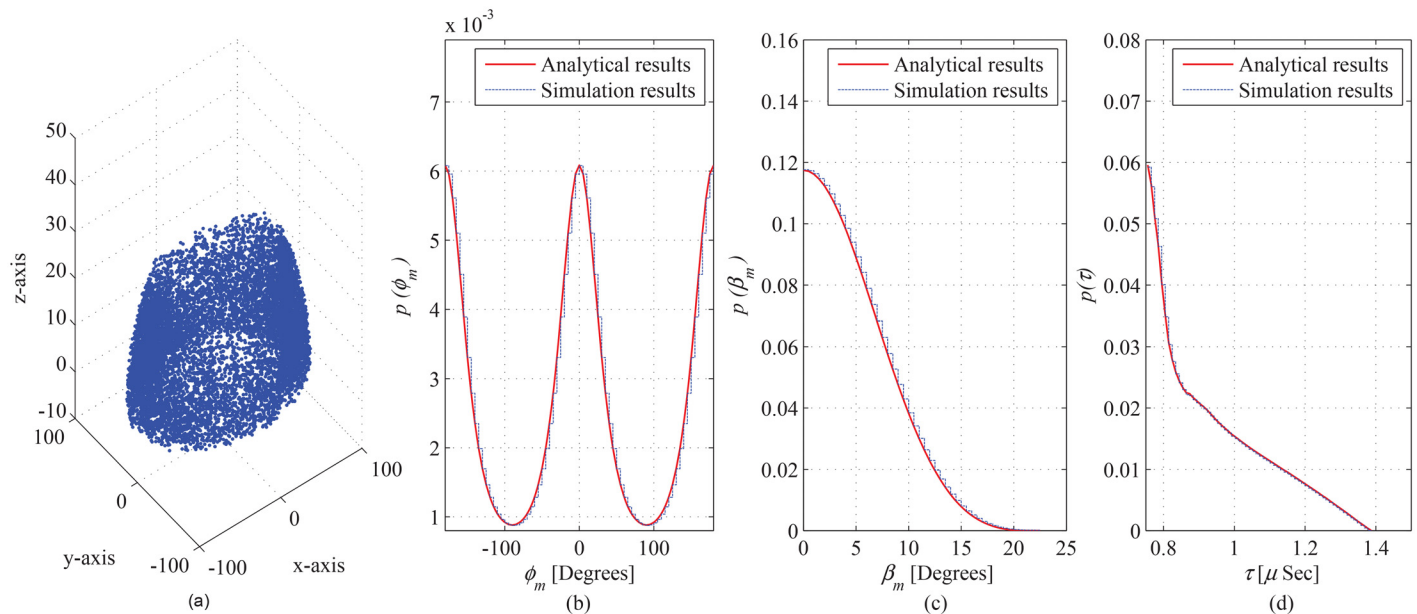 50
40
30
20
10
0
-10
z-axis
100
0
-100
y-axis
-100
0
100
x-axis
(a)
x 10⁻³
7
6
5
4
3
2
1
p (ϕₘ)
Analytical results
Simulation results
-100 0 100
ϕₘ [Degrees]
(b)
0.16
0.14
0.12
0.1
0.08
0.06
0.04
0.02
0
p (βₘ)
Analytical results
Simulation results
0 5 10 15 20 25
βₘ [Degrees]
(c)
0.08
0.07
0.06
0.05
0.04
0.03
0.02
0.01
0
p(τ)
Analytical results
Simulation results
0.8 1 1.2 1.4
τ [μ Sec]
(d)